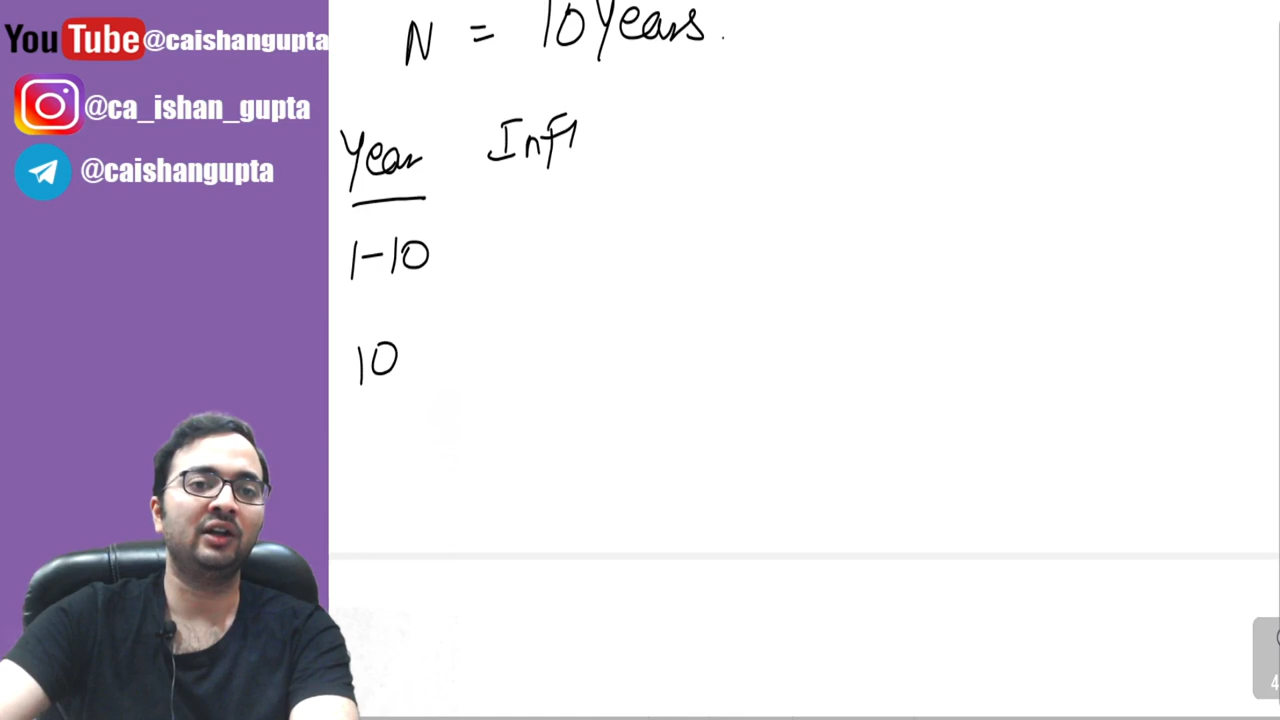 YouTube@caishangupta
@ca_ishan_gupta
@caishangupta
N = 10 Years.
Year Infl
1-10
10